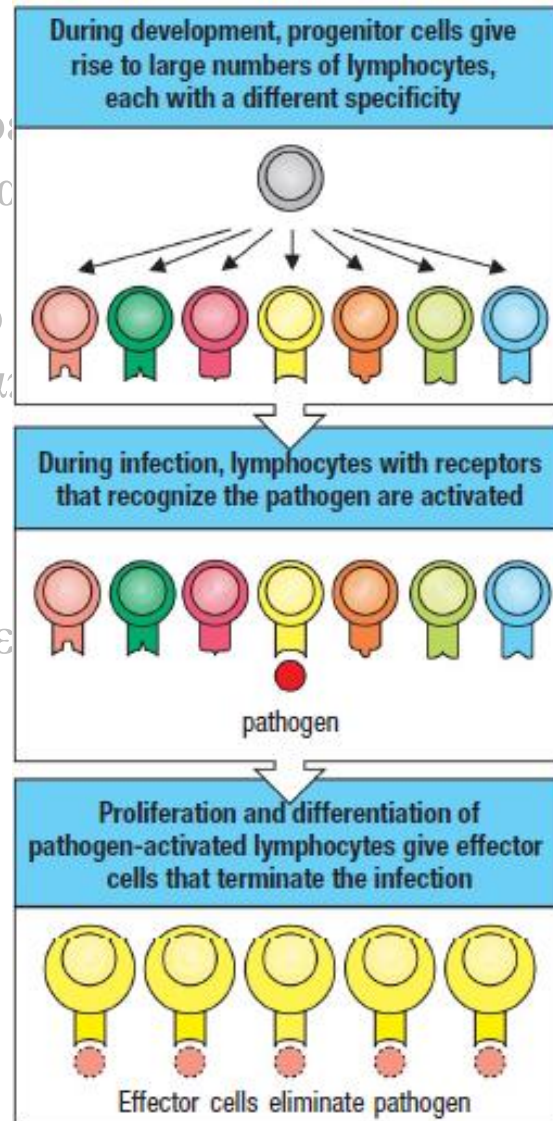 During development, progenitor cells give
rise to large numbers of lymphocytes,
each with a different specificity
During infection, lymphocytes with receptors
that recognize the pathogen are activated
pathogen
Proliferation and differentiation of
pathogen-activated lymphocytes give effector
cells that terminate the infection
Effector cells eliminate pathogen